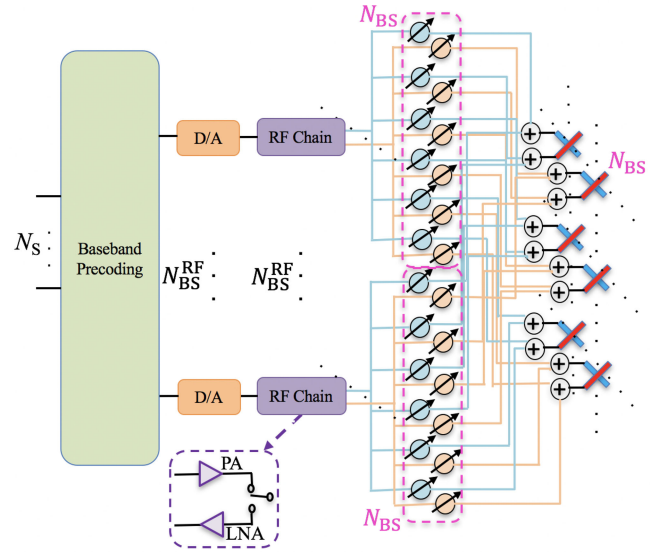 N_BS
D/A
RF Chain
N_BS
N_S
Baseband
Precoding
N_BS^RF
N_BS^RF
D/A
RF Chain
PA
LNA
N_BS